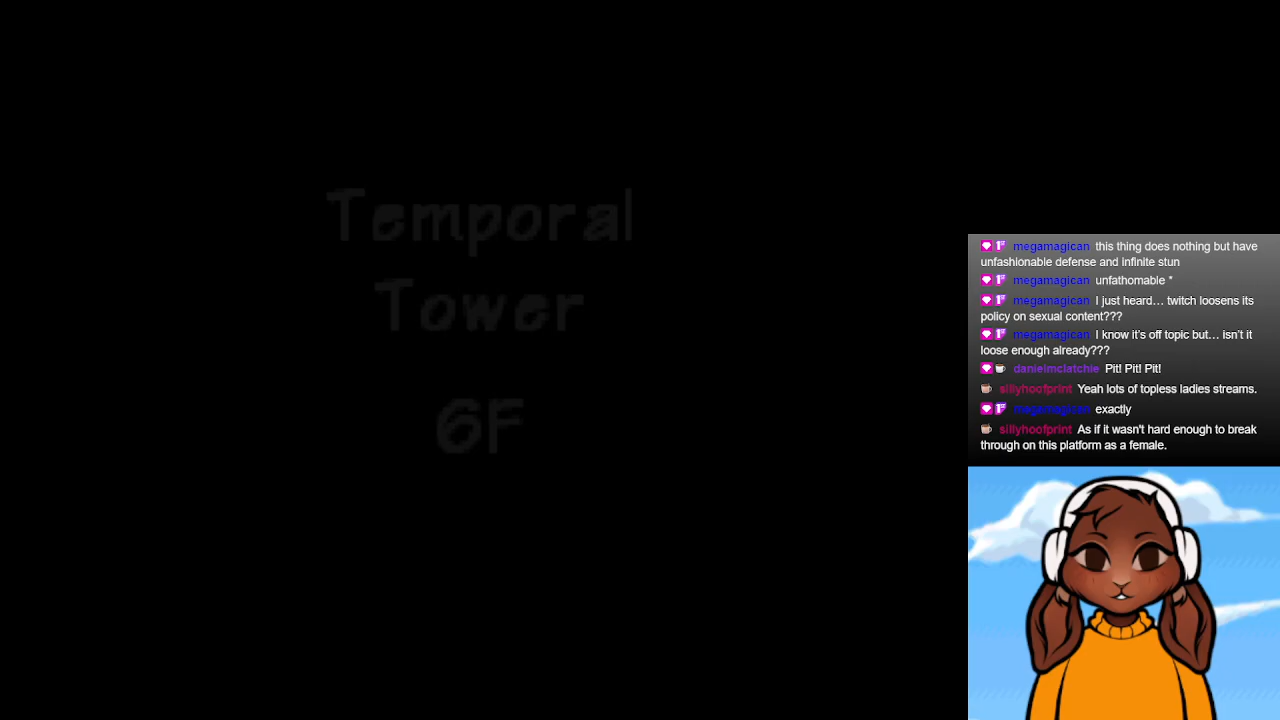 Temporal
Tower
6F
megamagican this thing does nothing but have
unfashionable defense and infinite stun
megamagican unfathomable *
megamagican I just heard… twitch loosens its
policy on sexual content???
megamagican I know it’s off topic but… isn’t it
loose enough already???
danielmclatchie Pit! Pit! Pit!
sillyhoofprint Yeah lots of topless ladies streams.
megamagican exactly
sillyhoofprint As if it wasn't hard enough to break
through on this platform as a female.